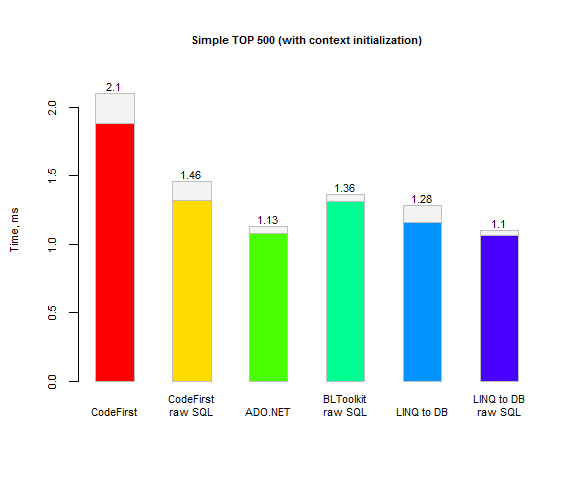 Simple TOP 500 (with context initialization)
Time, ms
2.0
1.5
1.0
0.5
0.0
2.1
1.46
1.13
1.36
1.28
1.1
CodeFirst
CodeFirst
raw SQL
ADO.NET
BLToolkit
raw SQL
LINQ to DB
LINQ to DB
raw SQL